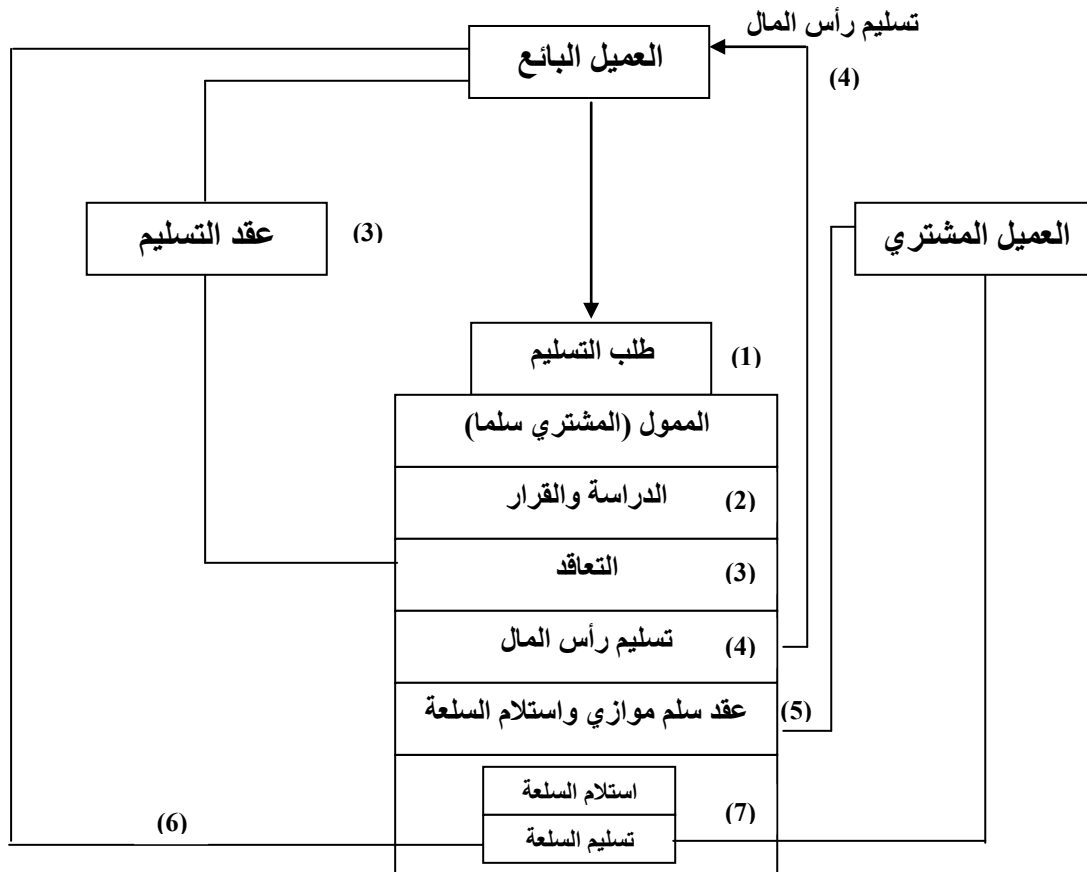 تسليم رأس المال
العميل البائع
(4)
عقد التسليم
(3)
العميل المشتري
طلب التسليم
(1)
الممول (المشتري سلما)
الدراسة والقرار
(2)
التعاقد
(3)
تسليم رأس المال
(4)
عقد سلم موازي واستلام السلعة
(5)
استلام السلعة
(7)
(6)
تسليم السلعة